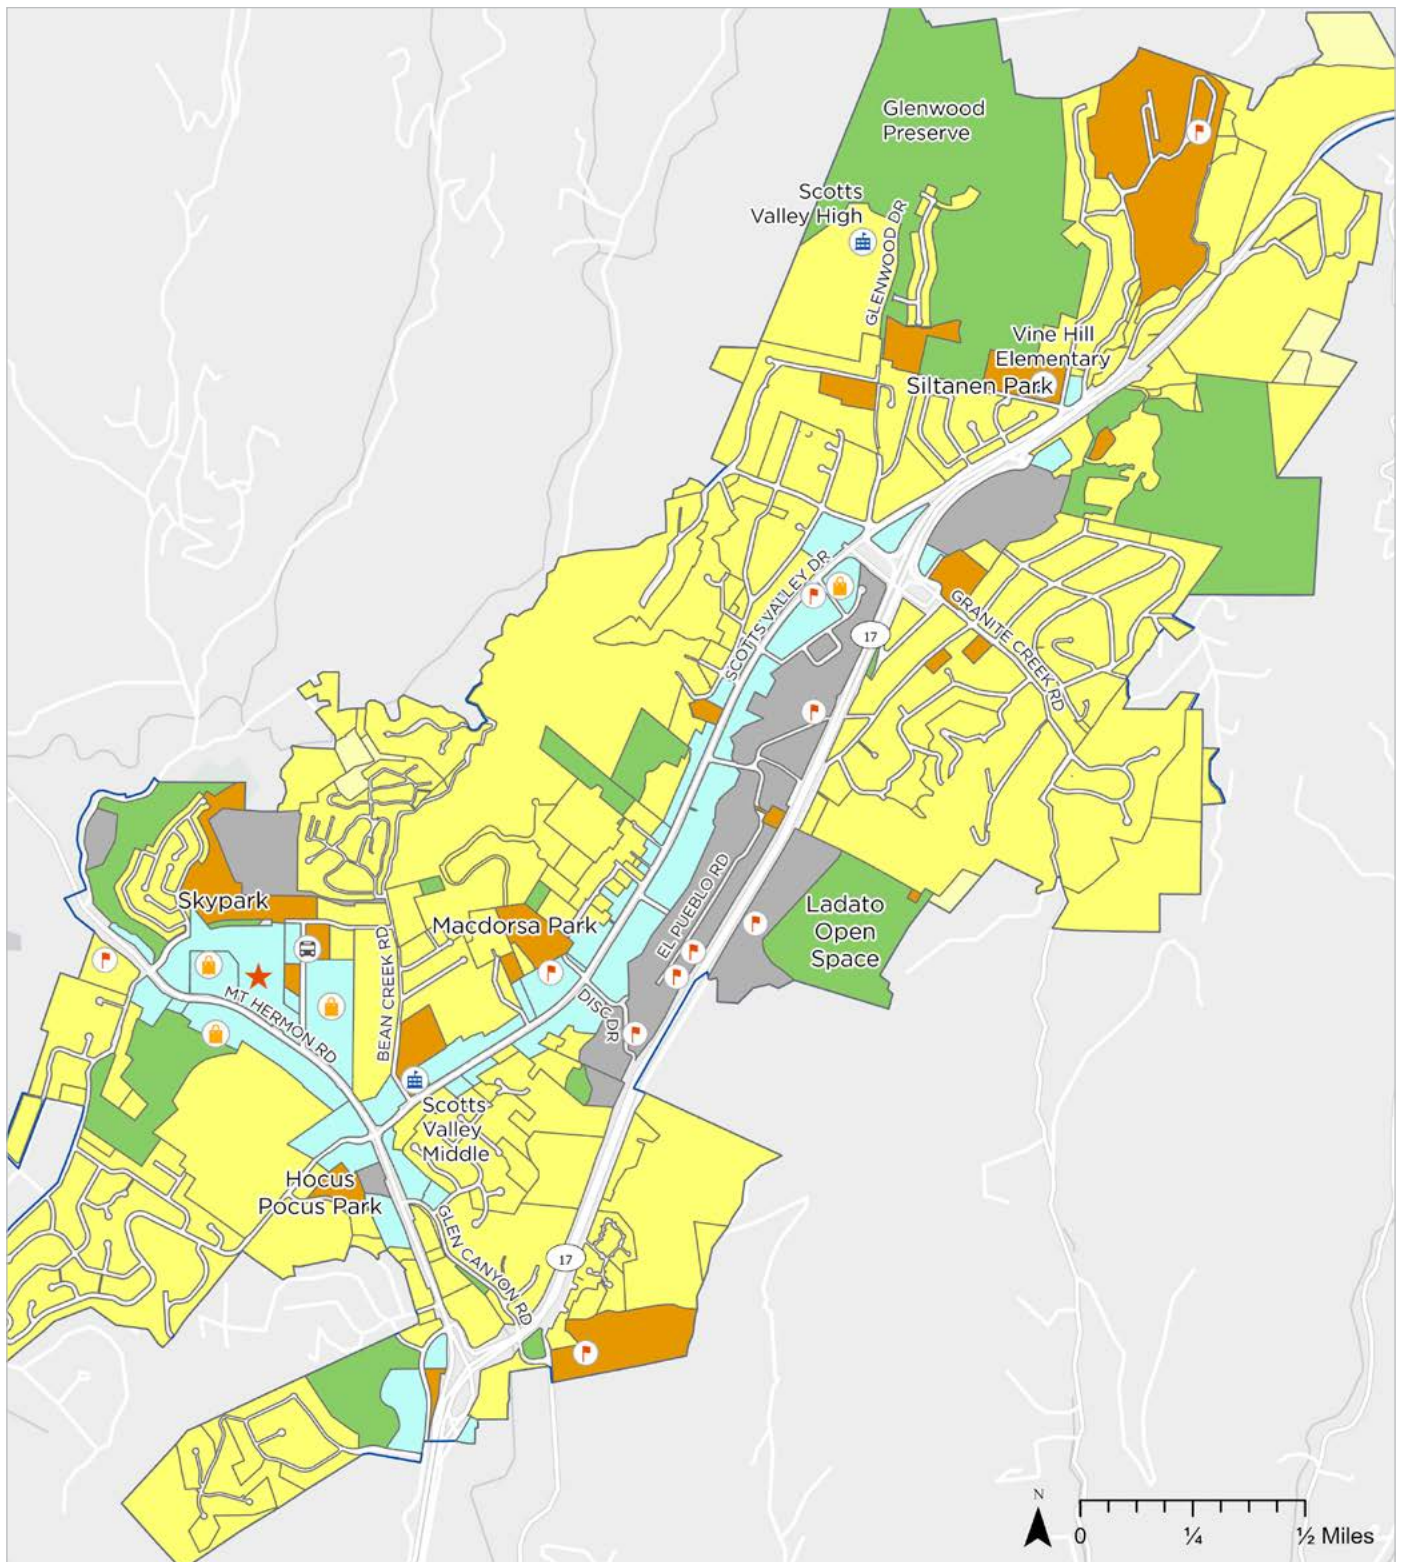 Glenwood
Preserve
Scotts
Valley High
GLENWOOD DR
Vine Hill
Elementary
Siltanen Park
SCOTTS VALLEY DR
GRANITE CREEK RD
17
EL PUEBLO RD
Skypark
Macdorsa Park
Ladato
Open
Space
MT HERMON RD
BEAN CREEK RD
DISC DR
Scotts
Valley
Middle
Hocus
Pocus Park
GLEN CANYON RD
17
N
0 ¼ ½ Miles